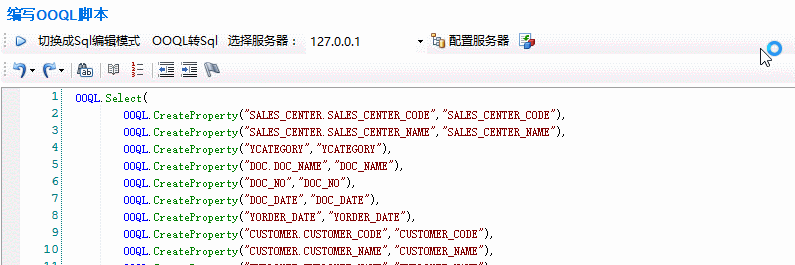 编写OOQL脚本
切换成Sql编辑模式 OOQL转Sql 选择服务器： 127.0.0.1 配置服务器
1 OOQL.Select(
2 OOQL.CreateProperty("SALES_CENTER.SALES_CENTER_CODE","SALES_CENTER_CODE"),
3 OOQL.CreateProperty("SALES_CENTER.SALES_CENTER_NAME","SALES_CENTER_NAME"),
4 OOQL.CreateProperty("YCATEGORY","YCATEGORY"),
5 OOQL.CreateProperty("DOC.DOC_NAME","DOC_NAME"),
6 OOQL.CreateProperty("DOC_NO","DOC_NO"),
7 OOQL.CreateProperty("DOC_DATE","DOC_DATE"),
8 OOQL.CreateProperty("YORDER_DATE","YORDER_DATE"),
9 OOQL.CreateProperty("CUSTOMER.CUSTOMER_CODE","CUSTOMER_CODE"),
10 OOQL.CreateProperty("CUSTOMER.CUSTOMER_NAME","CUSTOMER_NAME"),